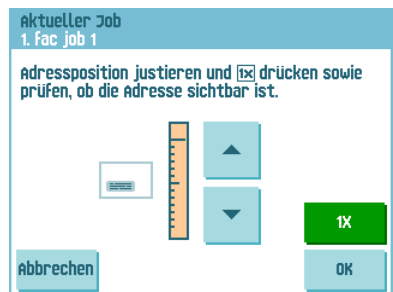 Aktueller Job
1. Fac job 1
Adressposition justieren und 1x drücken sowie
prüfen, ob die Adresse sichtbar ist.
1X
Abbrechen
OK